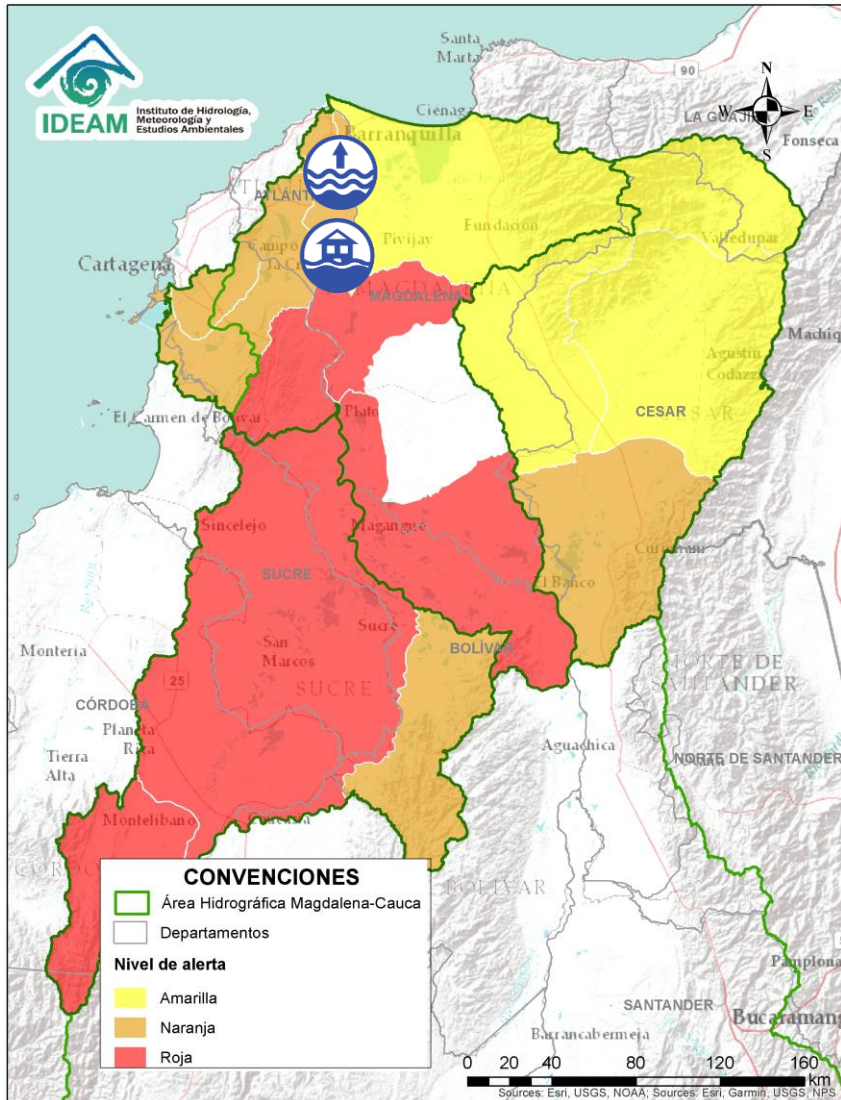 IDEAM
Instituto de Hidrología,
Meteorología y
Estudios Ambientales
Santa
Marta
Ciénaga
90
N
W
E
S
Fonseca
Barranquilla
Cartagena
Pivijay
Fundación
Valledupar
MAGDALENA
Agustín
Codazzi
CESAR
El Carmen de Bolívar
Plato
Sincelejo
Magangué
SUCRE
El Banco
Sucre
BOLÍVAR
San
Marcos
SUCRE
Montería
25
CÓRDOBA
Planeta
Rica
Tierra
Alta
NORTE DE
SANTANDER
Aguachica
NORTE DE SANTANDER
Montelíbano
BOLÍVAR
CONVENCIONES
Área Hidrográfica Magdalena-Cauca
Departamentos
Nivel de alerta
Amarilla
Naranja
Roja
Pamplona
SANTANDER
Bucaramang
Barrancabermeja
0 20 40 80 120 160
km
Sources: Esri, USGS, NOAA; Sources: Esri, Garmin, USGS, NPS